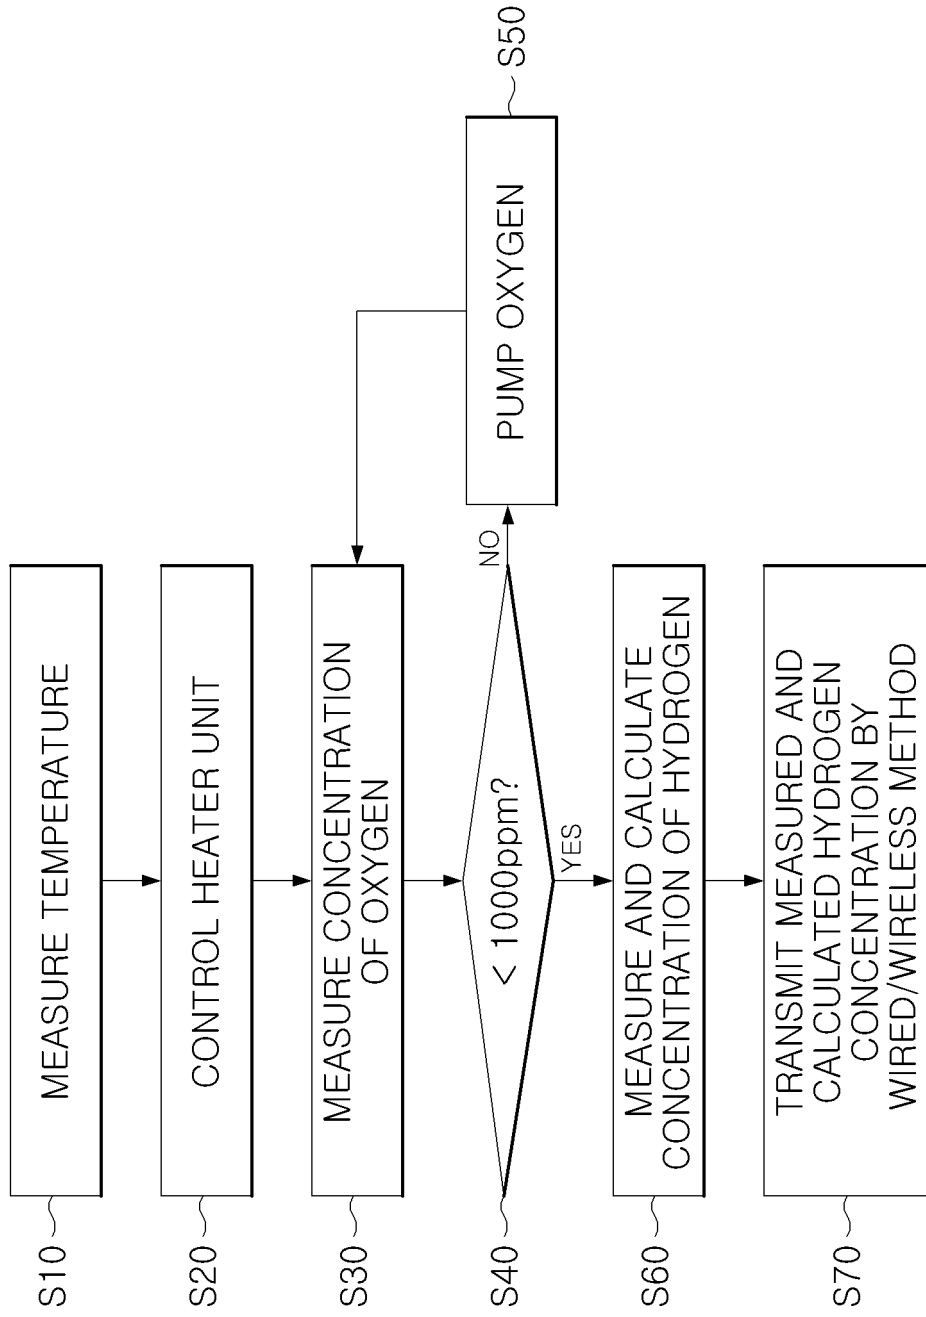 S10
MEASURE TEMPERATURE
S20
CONTROL HEATER UNIT
S30
MEASURE CONCENTRATION
OF OXYGEN
S40
< 1000ppm?
NO
YES
S50
PUMP OXYGEN
S60
MEASURE AND CALCULATE
CONCENTRATION OF HYDROGEN
S70
TRANSMIT MEASURED AND
CALCULATED HYDROGEN
CONCENTRATION BY
WIRED/WIRELESS METHOD